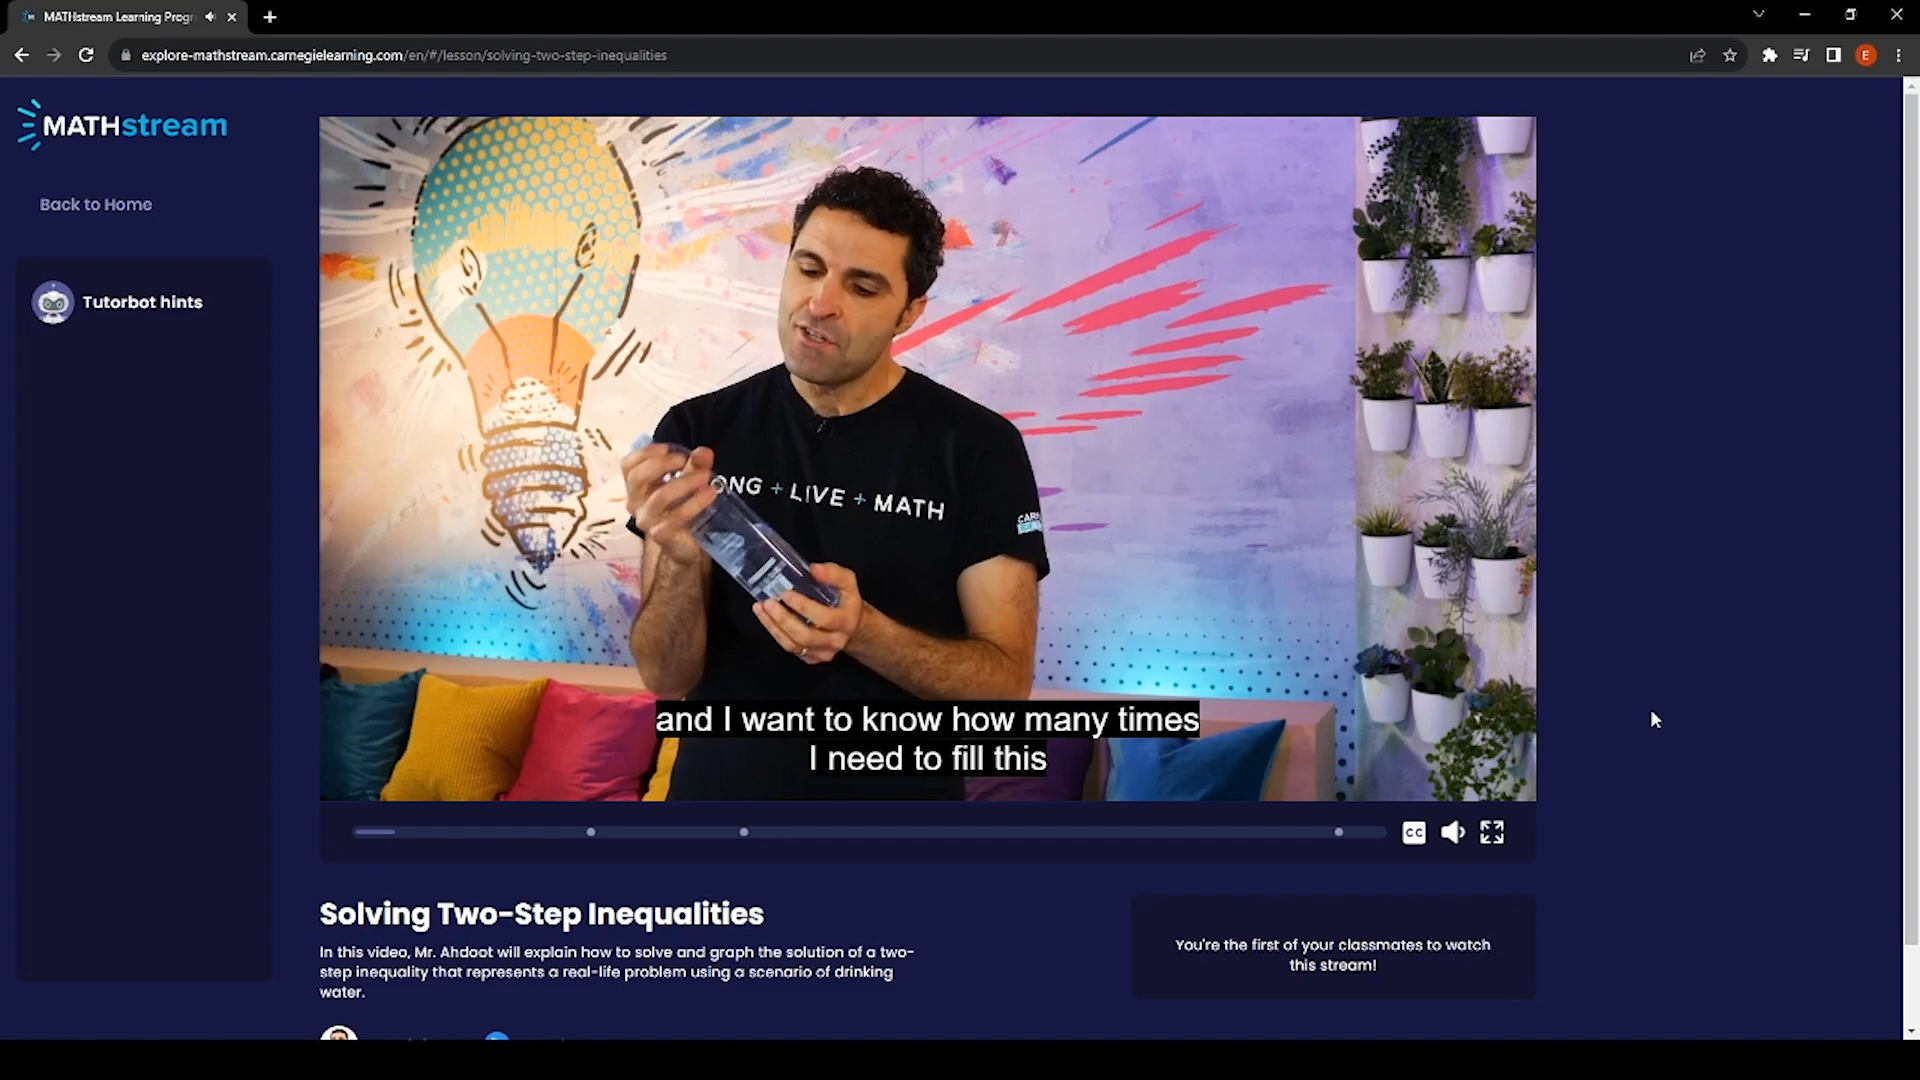 MATHstream Learning Progr
explore-mathstream.carnegielearning.com/en/#/lesson/solving-two-step-inequalities
E
MATHstream
Back to Home
Tutorbot hints
ONG + LIVE + MATH
and I want to know how many times
I need to fill this
CC
Solving Two-Step Inequalities
In this video, Mr. Ahdoot will explain how to solve and graph the solution of a two-
step inequality that represents a real-life problem using a scenario of drinking
water.
You're the first of your classmates to watch
this stream!